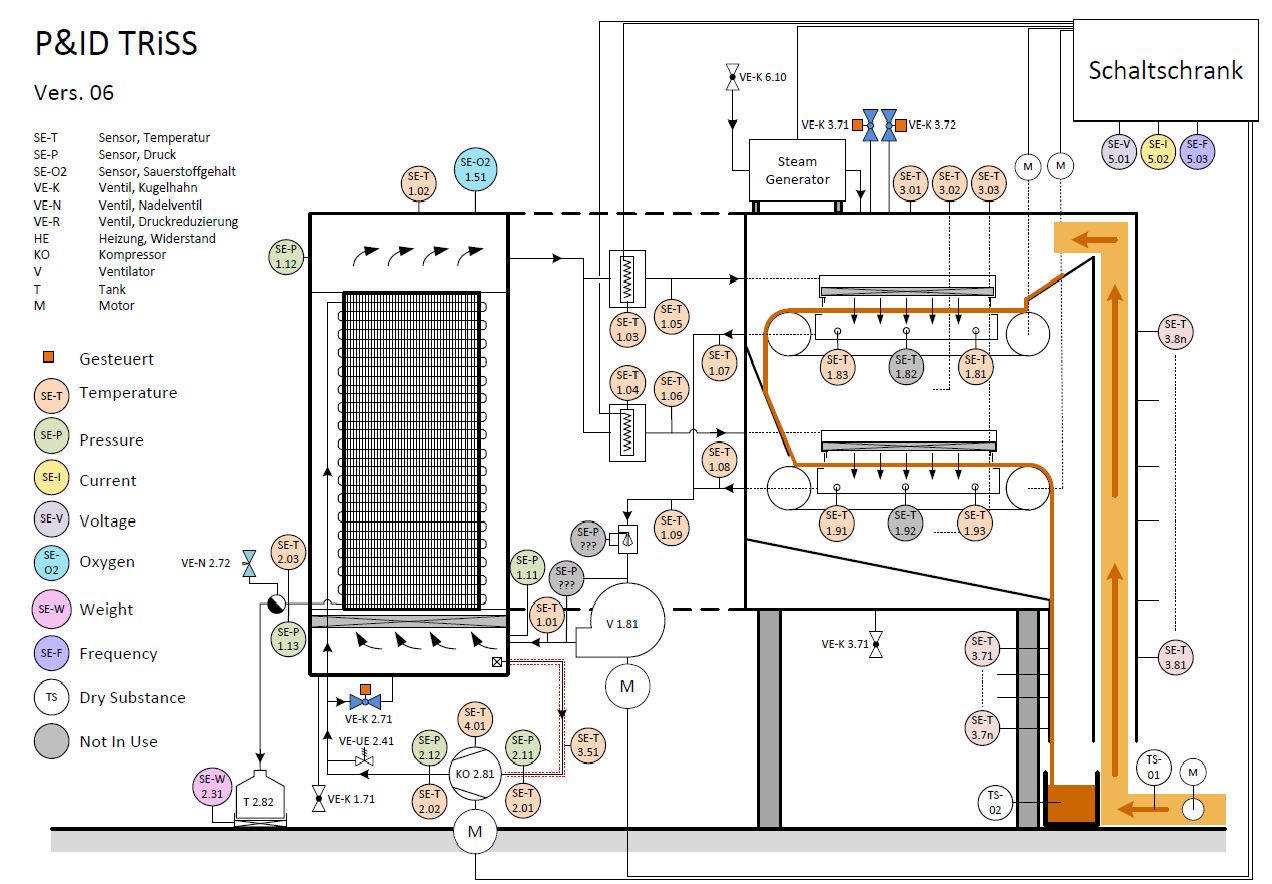 P&ID TRiSS
Vers. 06
SE-T Sensor, Temperatur
SE-P Sensor, Druck
SE-O2 Sensor, Sauerstoffgehalt
VE-K Ventil, Kugelhahn
VE-N Ventil, Nadelventil
VE-R Ventil, Druckreduzierung
HE Heizung, Widerstand
KO Kompressor
V Ventilator
T Tank
M Motor
Gesteuert
SE-T Temperature
SE-P Pressure
SE-I Current
SE-V Voltage
SE-
O2 Oxygen
SE-W Weight
SE-F Frequency
TS Dry Substance
Not In Use
Schaltschrank
SE-V
5.01
SE-I
5.02
SE-F
5.03
M
M
VE-K 6.10
VE-K 3.71
VE-K 3.72
Steam
Generator
SE-T
3.01
SE-T
3.02
SE-T
3.03
SE-T
1.02
SE-O2
1.51
SE-P
1.12
SE-T
1.03
SE-T
1.05
SE-T
1.07
SE-T
1.04
SE-T
1.06
SE-T
1.08
SE-T
1.09
SE-T
1.83
SE-T
1.82
SE-T
1.81
SE-T
1.91
SE-T
1.92
SE-T
1.93
SE-T
3.8n
SE-T
3.81
SE-T
3.71
SE-T
3.7n
VE-K 3.71
SE-P
???
SE-P
???
SE-P
1.11
SE-T
1.01
V 1.81
M
VE-N 2.72
SE-T
2.03
SE-P
1.13
VE-K 2.71
VE-UE 2.41
SE-T
4.01
SE-P
2.12
SE-P
2.11
KO 2.81
SE-T
2.02
SE-T
2.01
SE-T
3.51
VE-K 1.71
SE-W
2.31
T 2.82
M
TS-
01
M
TS-
02